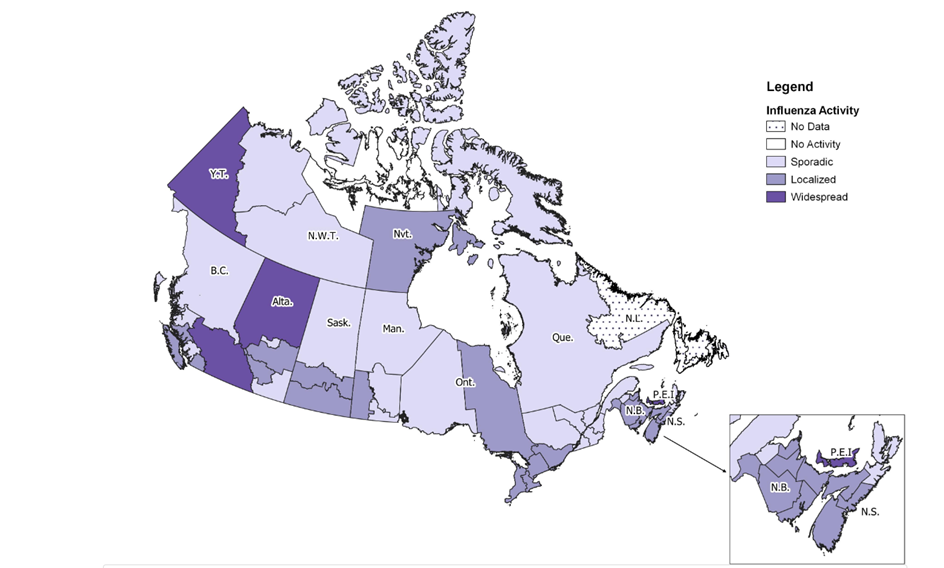 Legend
Influenza Activity
No Data
No Activity
Sporadic
Localized
Widespread
Y.T.
N.W.T.
Nvt.
B.C.
Alta.
Sask.
Man.
Ont.
Que.
N.L.
P.E.I
N.B.
N.S.
P.E.I
N.B.
N.S.